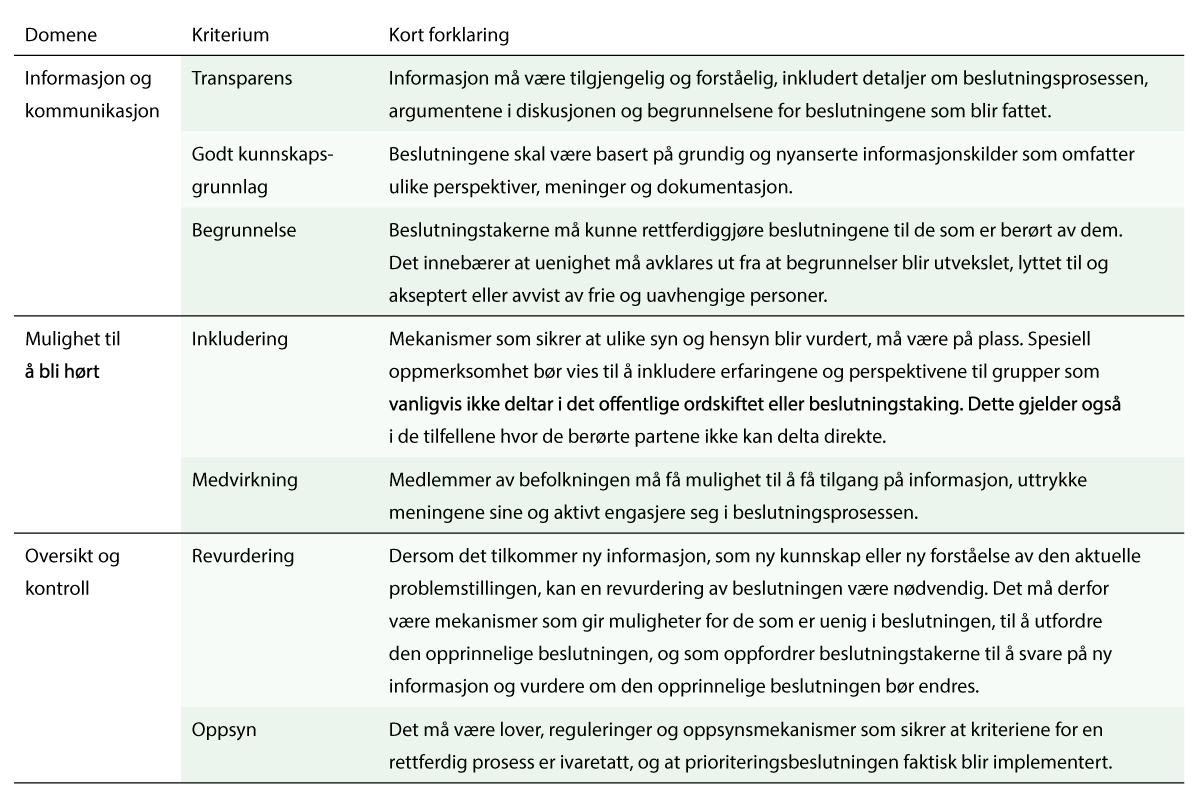 Domene Kriterium Kort forklaring
Informasjon og kommunikasjon
Transparens
Informasjon må være tilgjengelig og forståelig, inkludert detaljer om beslutningsprosessen,
argumentene i diskusjonen og begrunnelsene for beslutningene som blir fattet.
Godt kunnskaps-
grunnlag
Beslutningene skal være basert på grundig og nyanserte informasjonskilder som omfatter
ulike perspektiver, meninger og dokumentasjon.
Begrunnelse
Beslutningstakerne må kunne rettferdiggjøre beslutningene til de som er berørt av dem.
Det innebærer at uenighet må avklares ut fra at begrunnelser blir utvekslet, lyttet til og
akseptert eller avvist av frie og uavhengige personer.
Mulighet til
å bli hørt
Inkludering
Mekanismer som sikrer at ulike syn og hensyn blir vurdert, må være på plass. Spesiell
oppmerksomhet bør vies til å inkludere erfaringene og perspektivene til grupper som
vanligvis ikke deltar i det offentlige ordskiftet eller beslutningstaking. Dette gjelder også
i de tilfellene hvor de berørte partene ikke kan delta direkte.
Medvirkning
Medlemmer av befolkningen må få mulighet til å få tilgang på informasjon, uttrykke
meningene sine og aktivt engasjere seg i beslutningsprosessen.
Oversikt og
kontroll
Revurdering
Dersom det tilkommer ny informasjon, som ny kunnskap eller ny forståelse av den aktuelle
problemstillingen, kan en revurdering av beslutningen være nødvendig. Det må derfor
være mekanismer som gir muligheter for de som er uenig i beslutningen, til å utfordre
den opprinnelige beslutningen, og som oppfordrer beslutningstakerne til å svare på ny
informasjon og vurdere om den opprinnelige beslutningen bør endres.
Oppsyn
Det må være lover, reguleringer og oppsynsmekanismer som sikrer at kriteriene for en
rettferdig prosess er ivaretatt, og at prioriteringsbeslutningen faktisk blir implementert.